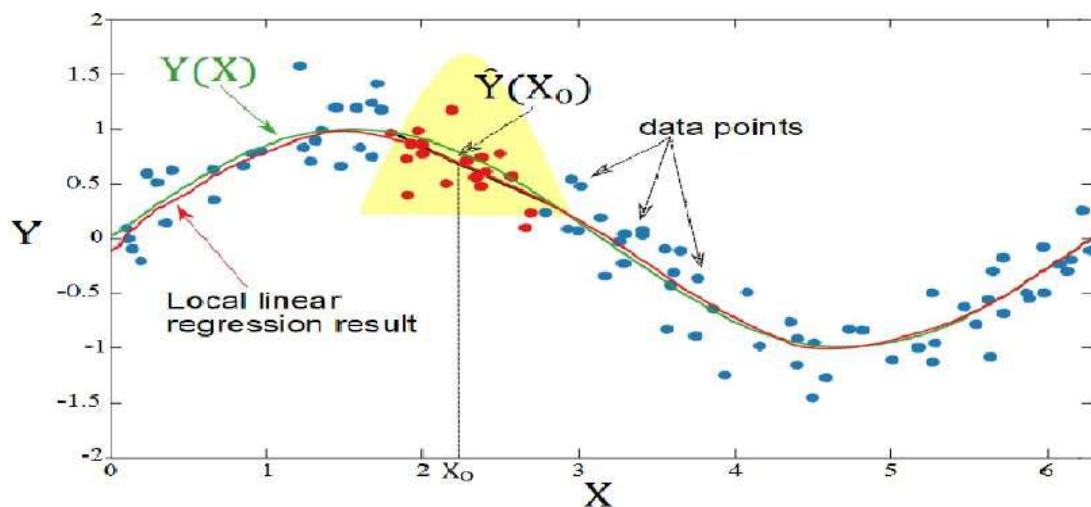 2
1.5
1
0.5
0
-0.5
-1
-1.5
-2
Y
Y(X)
Ŷ(X₀)
data points
Local linear
regression result
0 1 2 X₀ 3 4 5 6
X